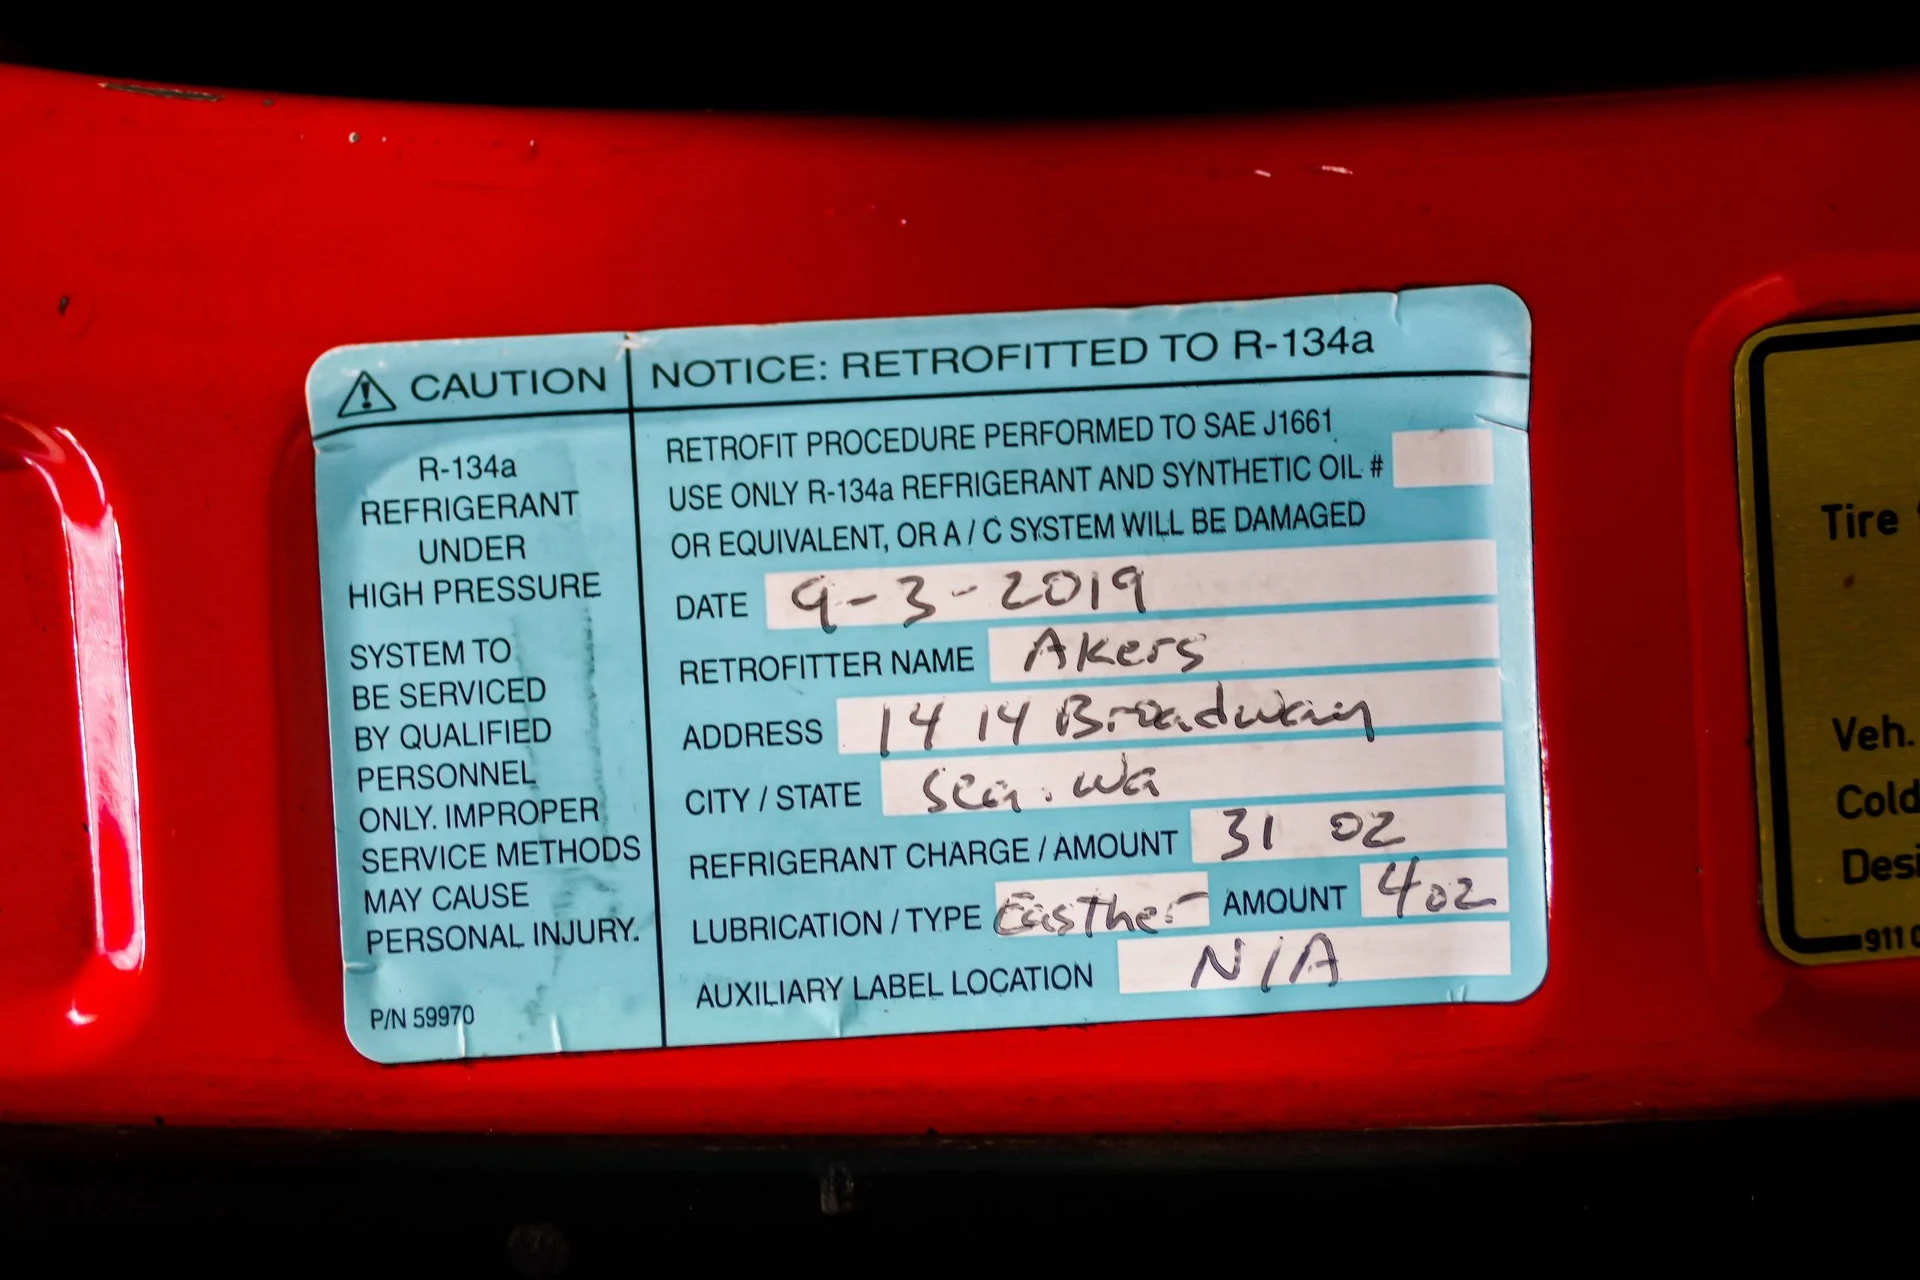 CAUTION
R-134a
REFRIGERANT
UNDER
HIGH PRESSURE
SYSTEM TO
BE SERVICED
BY QUALIFIED
PERSONNEL
ONLY. IMPROPER
SERVICE METHODS
MAY CAUSE
PERSONAL INJURY.
P/N 59970
NOTICE: RETROFITTED TO R-134a
RETROFIT PROCEDURE PERFORMED TO SAE J1661
USE ONLY R-134a REFRIGERANT AND SYNTHETIC OIL #
OR EQUIVALENT, OR A / C SYSTEM WILL BE DAMAGED
DATE 9-3-2019
RETROFITTER NAME Akers
ADDRESS 1414 Broadway
CITY / STATE Sea. Wa
REFRIGERANT CHARGE / AMOUNT 31 oz
LUBRICATION / TYPE Easther AMOUNT 4oz
AUXILIARY LABEL LOCATION N/A
Tire
Veh.
Cold
Desi
911